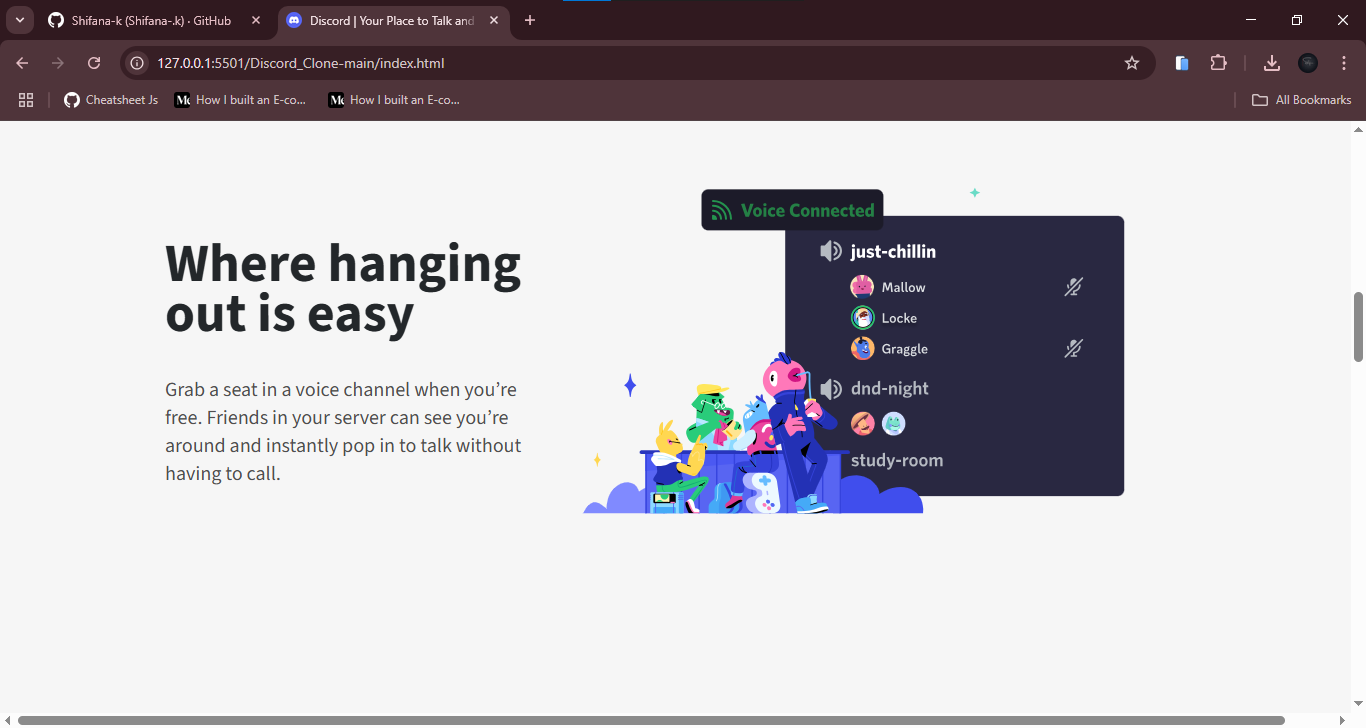 Shifana-k (Shifana-.k) · GitHub
Discord | Your Place to Talk and
127.0.0.1:5501/Discord_Clone-main/index.html
Cheatsheet Js
How I built an E-co...
How I built an E-co...
All Bookmarks
Where hanging
out is easy
Grab a seat in a voice channel when you’re
free. Friends in your server can see you’re
around and instantly pop in to talk without
having to call.
Voice Connected
just-chillin
Mallow
Locke
Graggle
dnd-night
study-room